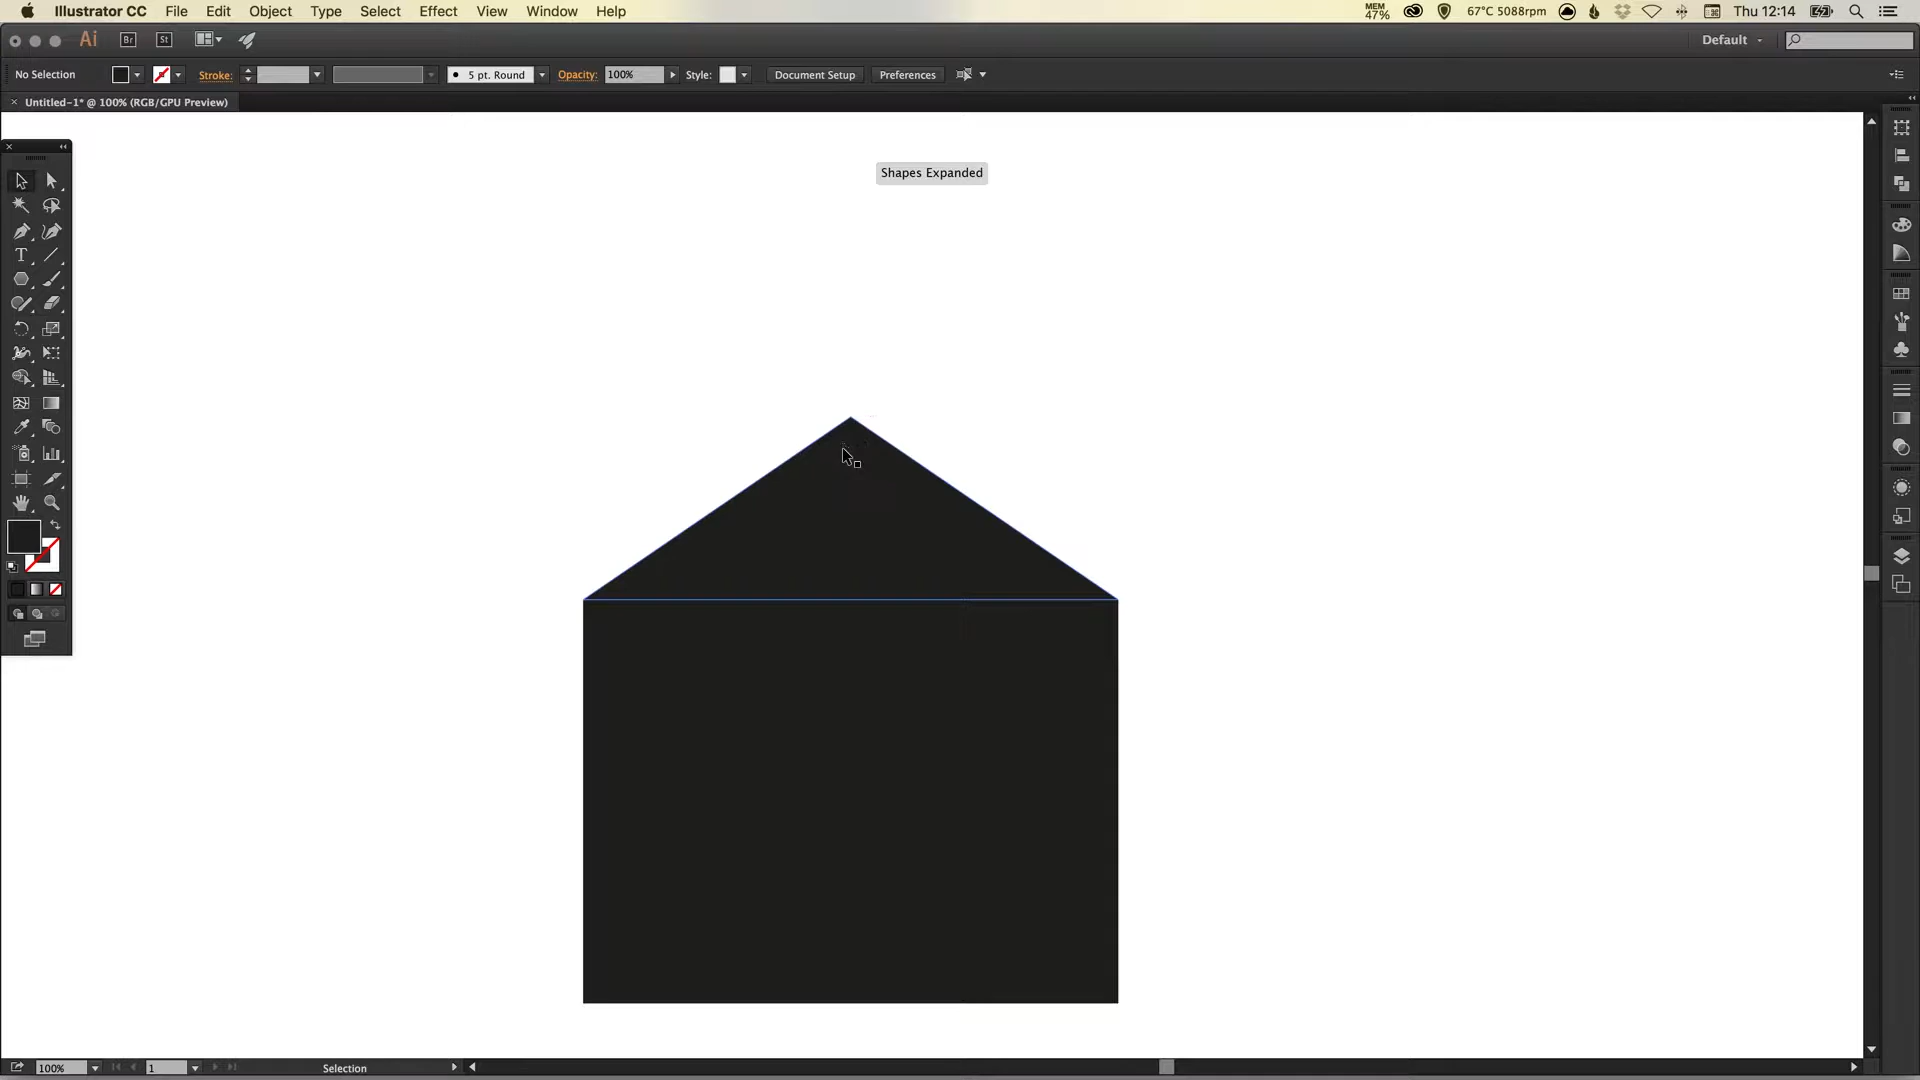 Illustrator CC File Edit Object Type Select Effect View Window Help MEM 47% 67°C 5088rpm Thu 12:14
Ai Br St Default
No Selection Stroke: 5 pt. Round Opacity: 100% Style: Document Setup Preferences
Untitled-1* @ 100% (RGB/GPU Preview)
Shapes Expanded
T
100% 1 Selection